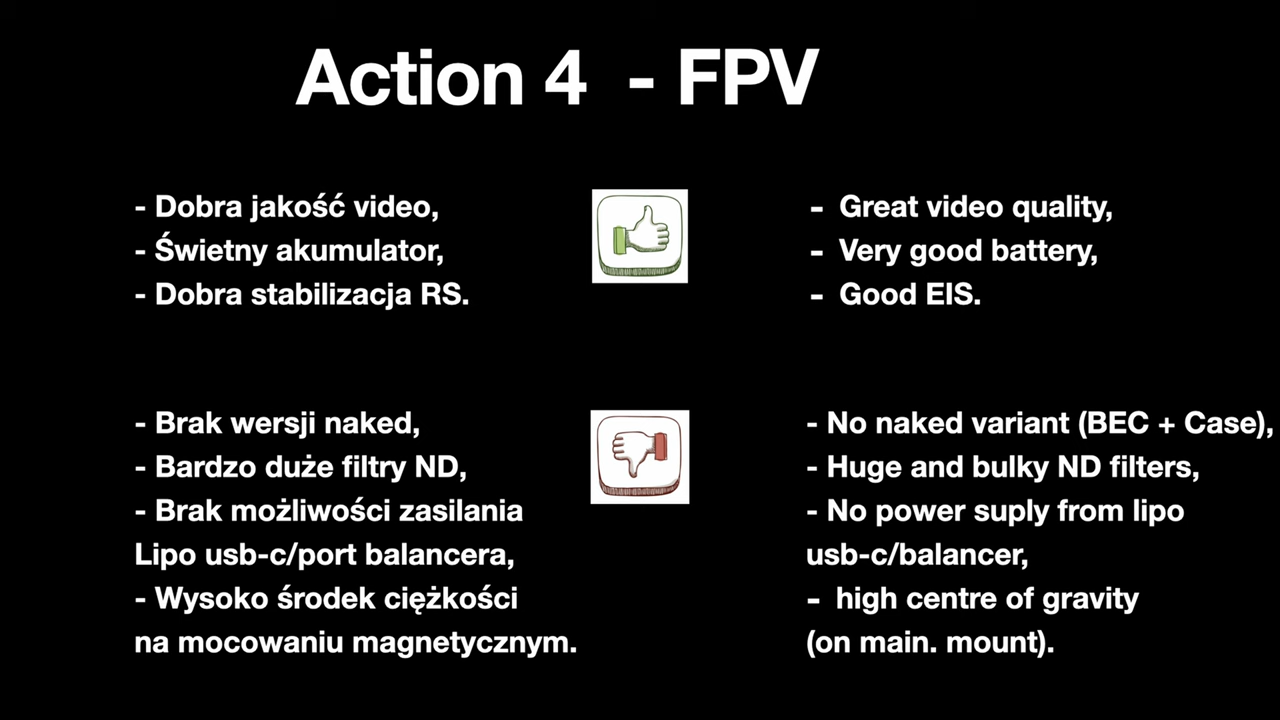 Action 4 - FPV
- Dobra jakość video,
- Świetny akumulator,
- Dobra stabilizacja RS.
- Great video quality,
- Very good battery,
- Good EIS.
- Brak wersji naked,
- Bardzo duże filtry ND,
- Brak możliwości zasilania
Lipo usb-c/port balancera,
- Wysoko środek ciężkości
na mocowaniu magnetycznym.
- No naked variant (BEC + Case),
- Huge and bulky ND filters,
- No power suply from lipo
usb-c/balancer,
- high centre of gravity
(on main. mount).